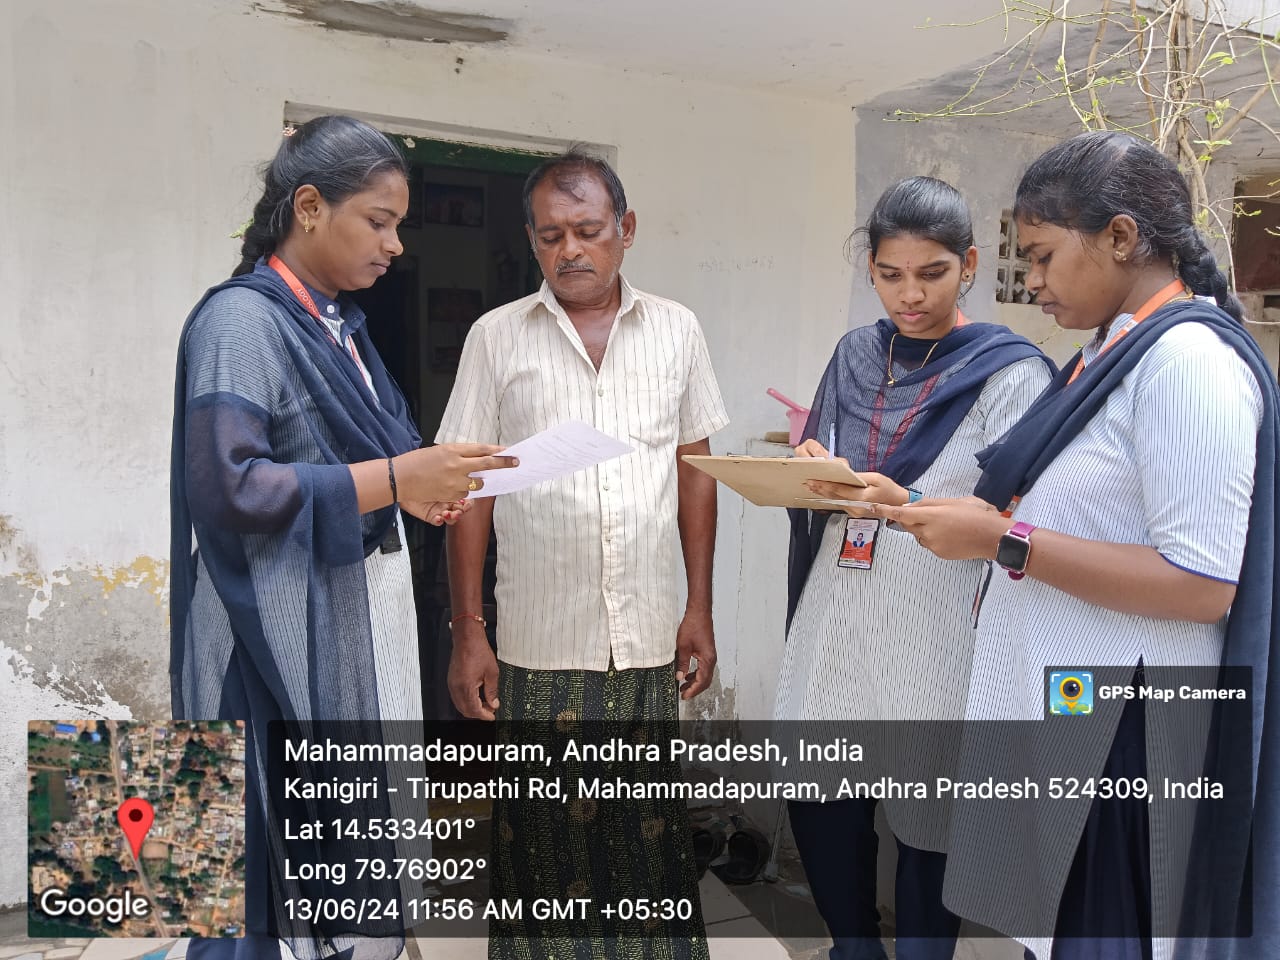 GPS Map Camera
Mahammadapuram, Andhra Pradesh, India
Kanigiri - Tirupathi Rd, Mahammadapuram, Andhra Pradesh 524309, India
Lat 14.533401°
Long 79.76902°
13/06/24 11:56 AM GMT +05:30
Google